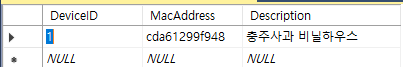 DeviceID MacAddress Description
1 cda61299f948 충주사과 비닐하우스
NULL NULL NULL